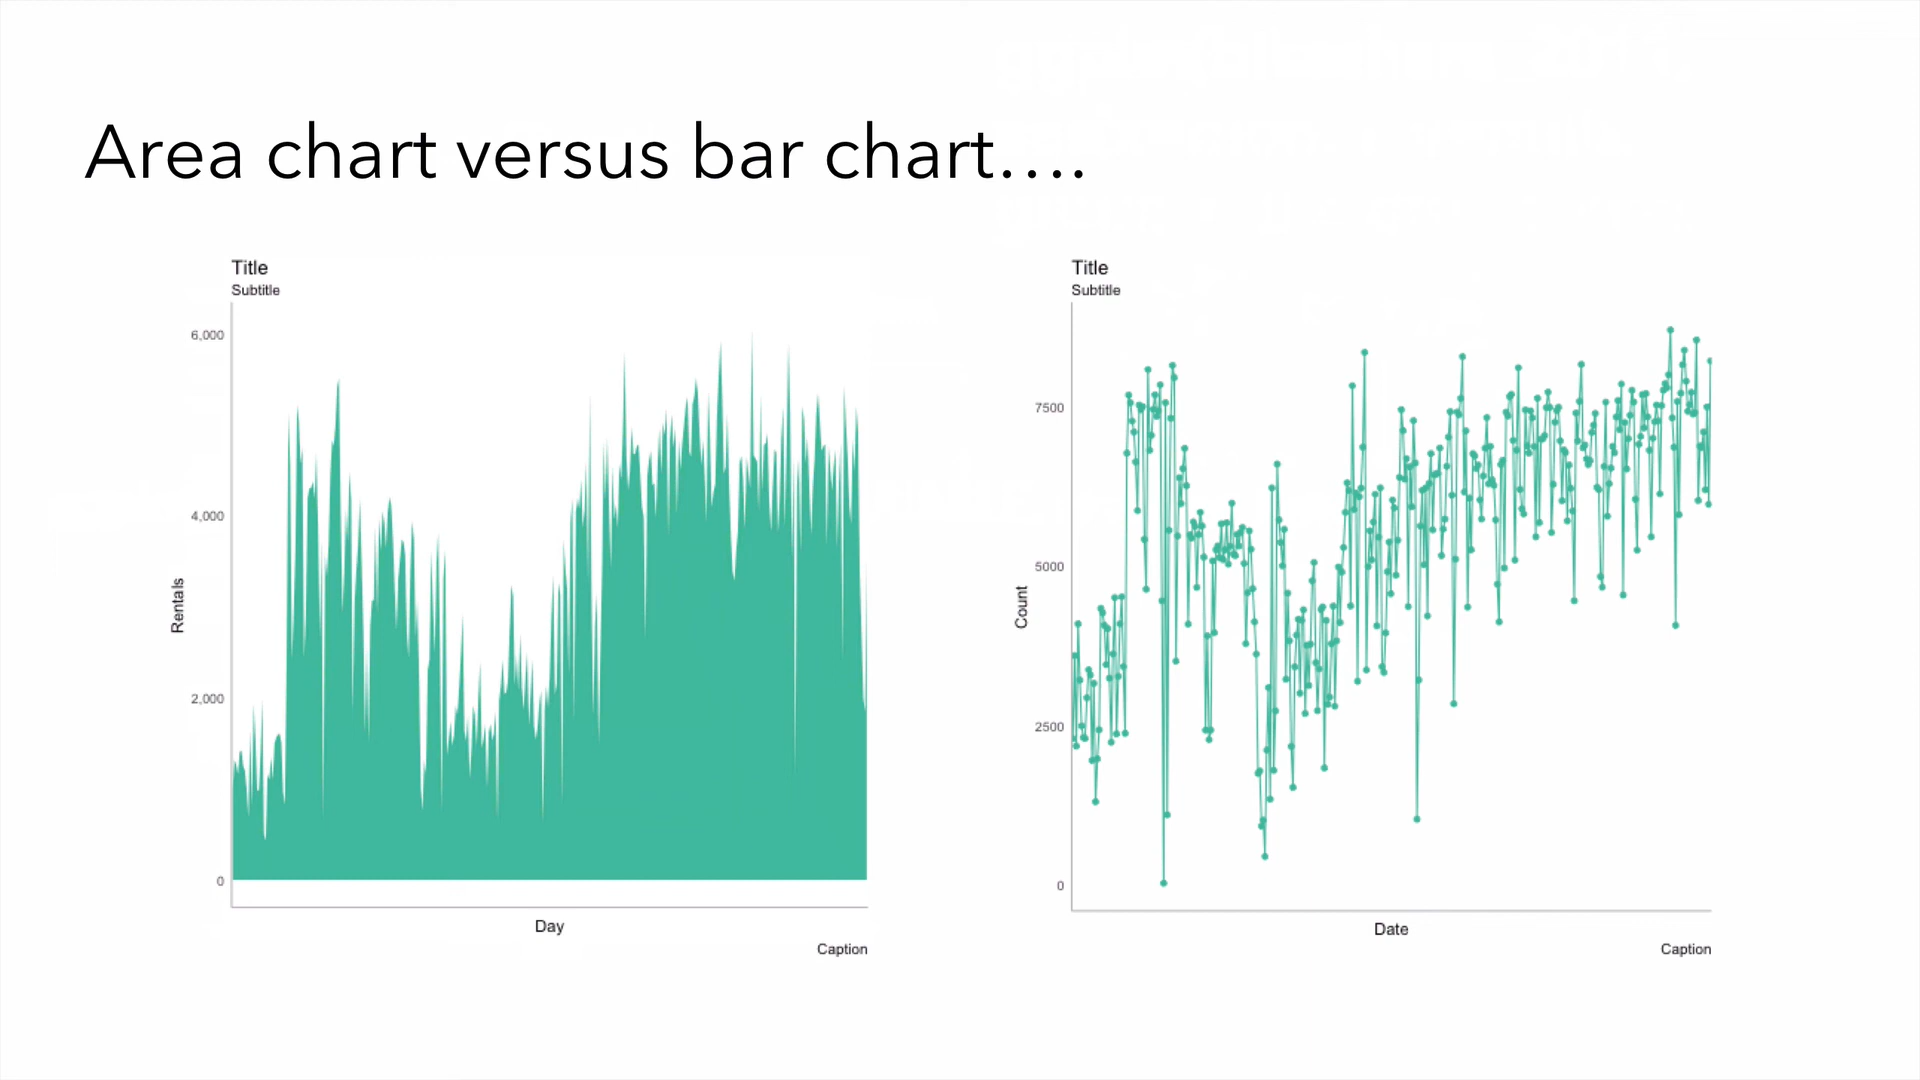 Area chart versus bar chart....
Title
Subtitle
6,000
4,000
2,000
0
Rentals
Day
Caption
Title
Subtitle
7500
5000
2500
0
Count
Date
Caption